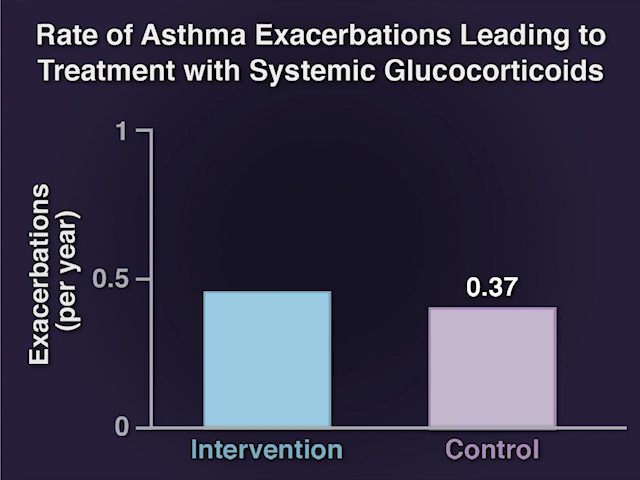 Rate of Asthma Exacerbations Leading to
Treatment with Systemic Glucocorticoids
1
Exacerbations
(per year)
0.5
0.37
0
Intervention
Control